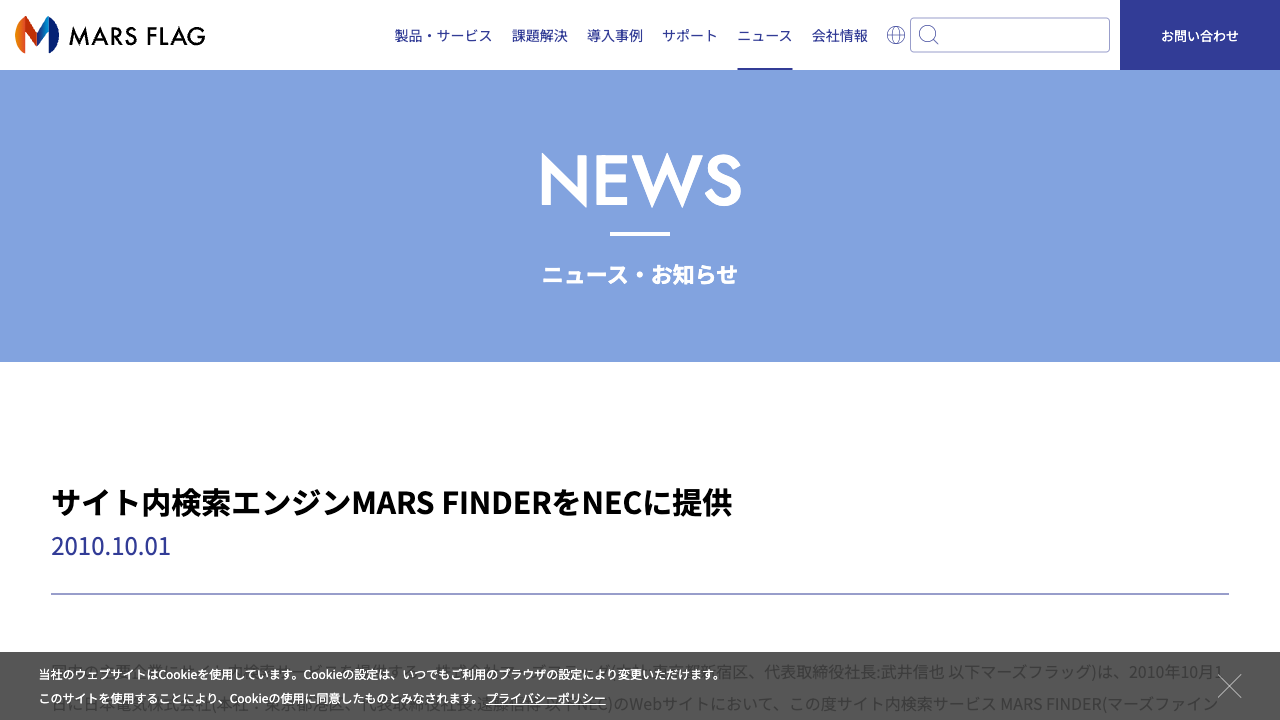 MARS FLAG
製品・サービス 課題解決 導入事例 サポート ニュース 会社情報 お問い合わせ
NEWS
ニュース・お知らせ
サイト内検索エンジンMARS FINDERをNECに提供
2010.10.01
当社のウェブサイトはCookieを使用しています。Cookieの設定は、いつでもご利用のブラウザの設定により変更いただけます。
このサイトを使用することにより、Cookieの使用に同意したものとみなされます。 プライバシーポリシー
区、代表取締役社長:武井信也 以下マーズフラッグ)は、2010年10月1
のWebサイトにおいて、この度サイト内検索サービス MARS FINDER(マーズファイン